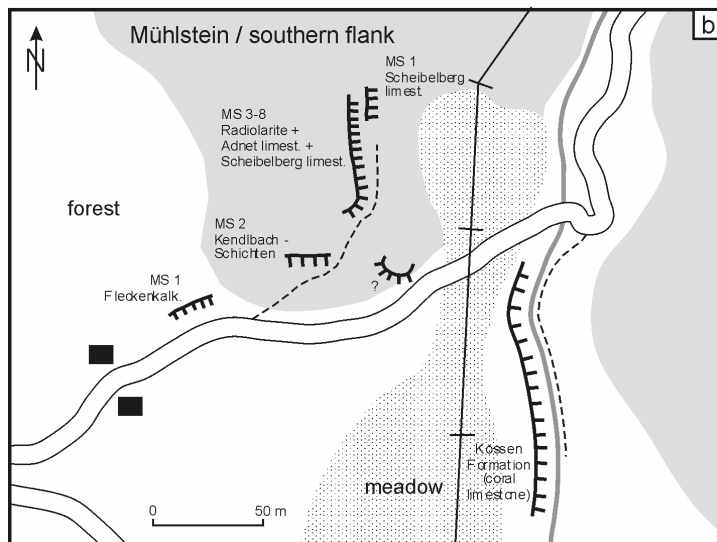 b
Mühlstein / southern flank
N
MS 1
Scheibelberg
limest.
MS 3-8
Radiolarite +
Adnet limest. +
Scheibelberg limest.
forest
MS 2
Kendlbach -
Schichten
MS 1
Fleckenkalk.
?
Kössen
Formation
(coral
limestone)
meadow
0 50 m